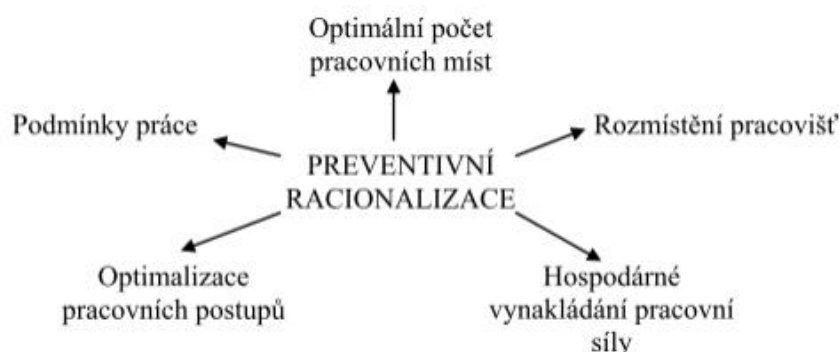 Optimální počet
pracovních míst
Podmínky práce
Rozmístění pracovišť
PREVENTIVNÍ
RACIONALIZACE
Optimalizace
pracovních postupů
Hospodárné
vynakládání pracovní
síly